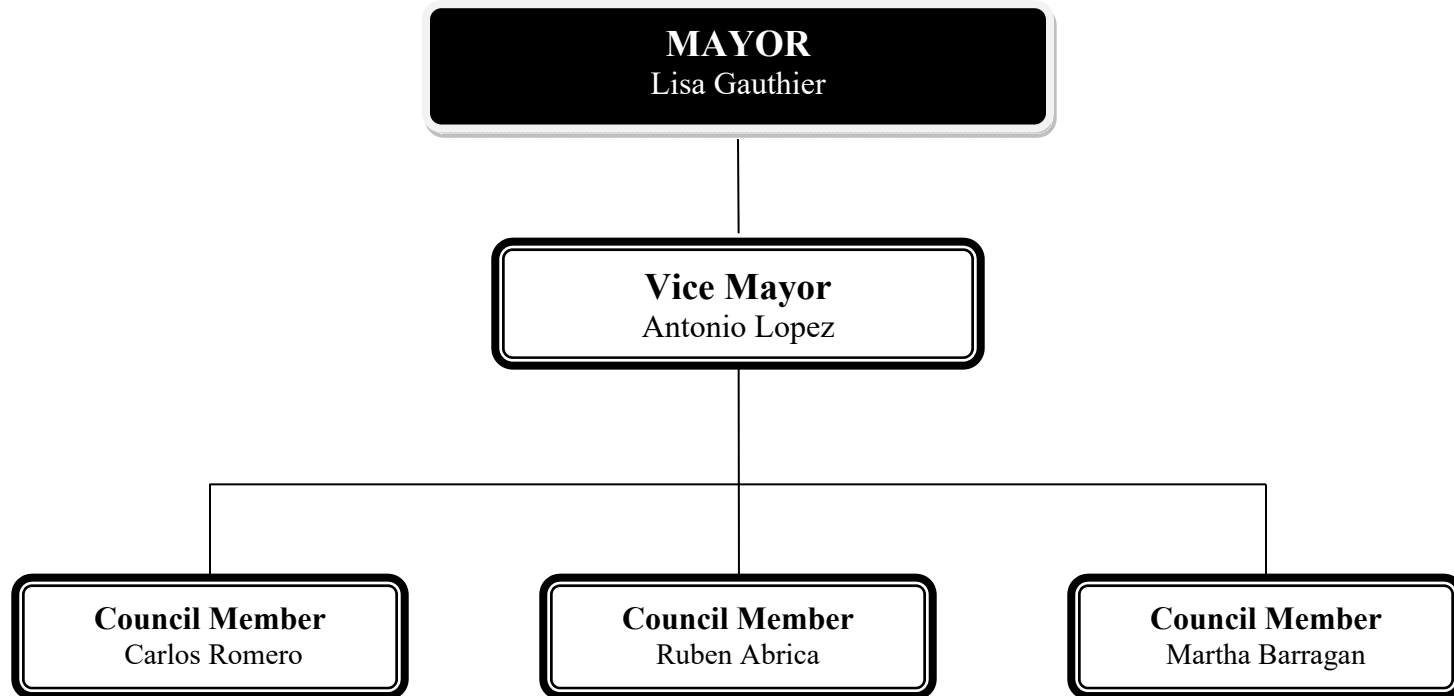 MAYOR
Lisa Gauthier
Vice Mayor
Antonio Lopez
Council Member
Carlos Romero
Council Member
Ruben Abrica
Council Member
Martha Barragan